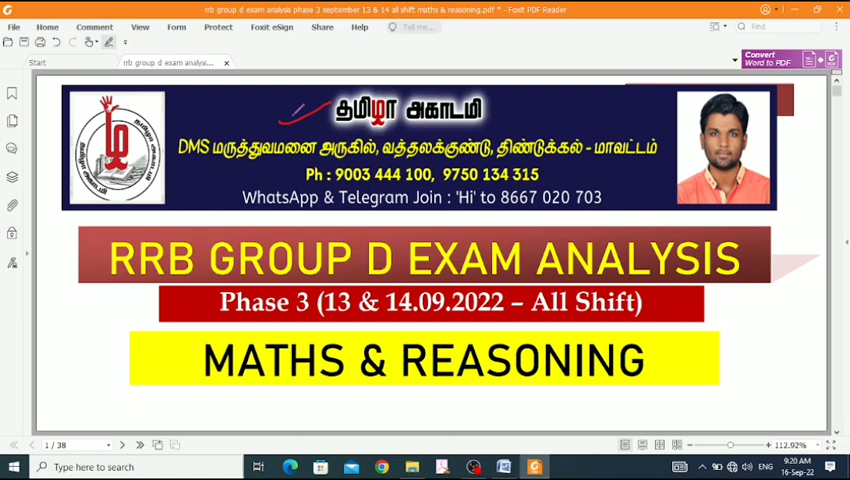 rrb group d exam analysis phase 3 september 13 & 14 all shift maths & reasoning.pdf * - Foxit PDF Reader
File Home Comment View Form Protect Foxit eSign Share Help Tell me... Find
Start rrb group d exam analysi...
Convert
Word to PDF
தமிழா அகாடமி
DMS மருத்துவமனை அருகில், வத்தலக்குண்டு, திண்டுக்கல் - மாவட்டம்
Ph : 9003 444 100, 9750 134 315
WhatsApp & Telegram Join : 'Hi' to 8667 020 703
ழ
RRB GROUP D EXAM ANALYSIS
Phase 3 (13 & 14.09.2022 – All Shift)
MATHS & REASONING
1 / 38 112.92%
Type here to search
ENG
9:20 AM
16-Sep-22